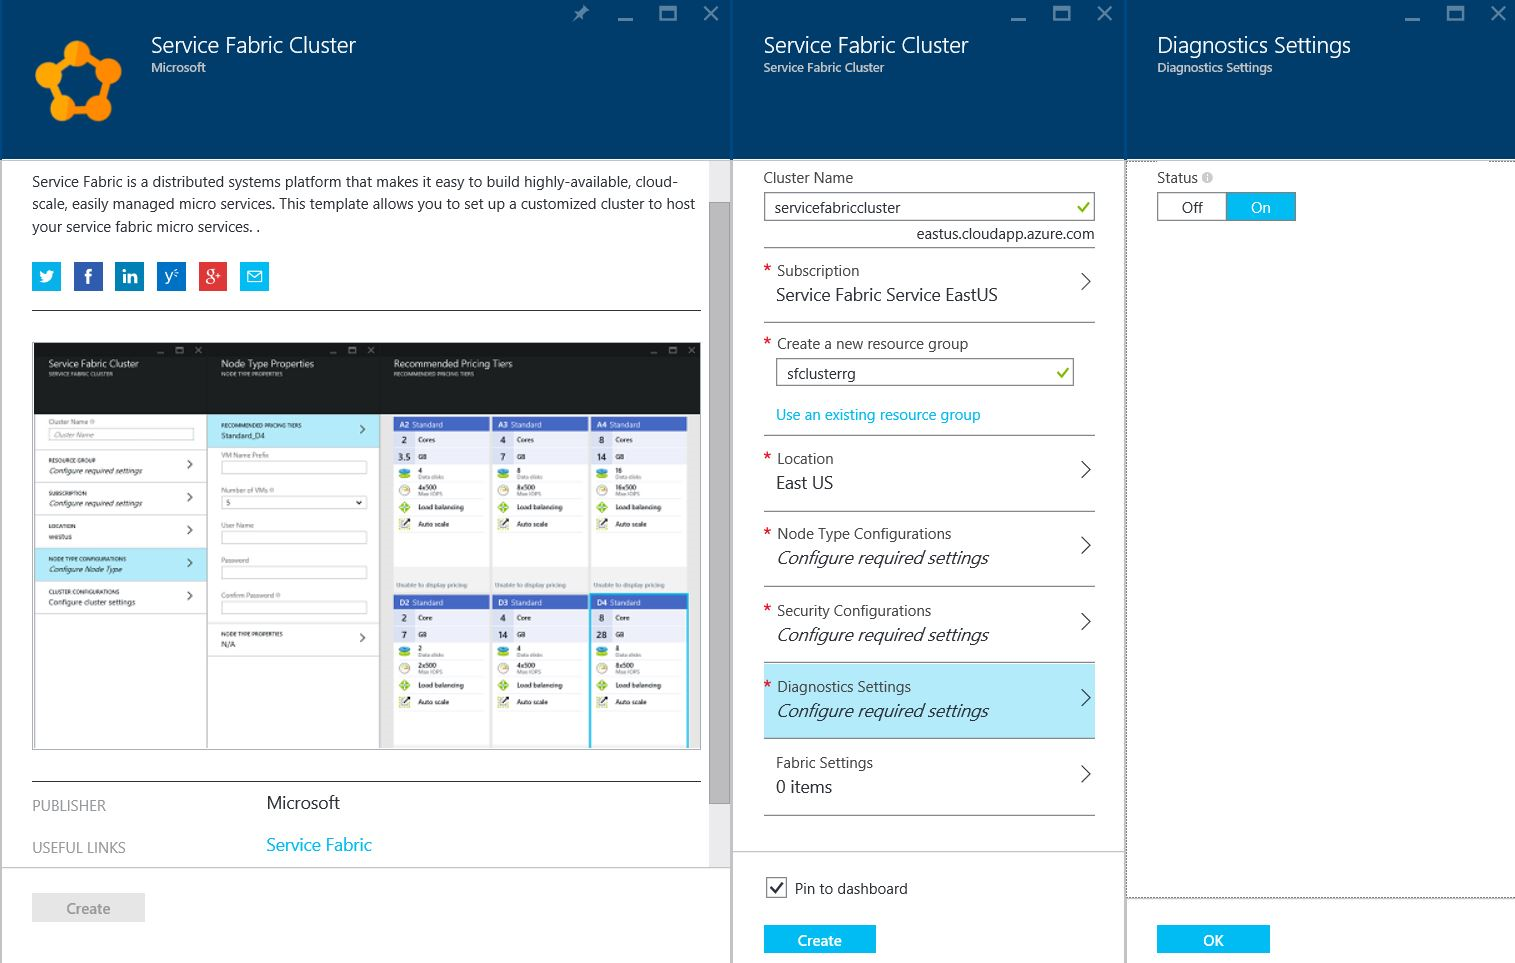 Service Fabric Cluster
Microsoft
Service Fabric is a distributed systems platform that makes it easy to build highly-available, cloud-
scale, easily managed micro services. This template allows you to set up a customized cluster to host
your service fabric micro services. .
Service Fabric Cluster
SERVICE FABRIC CLUSTER
Cluster Name
Cluster Name
RESOURCE GROUP
Configure required settings
SUBSCRIPTION
Configure required settings
LOCATION
westus
NODE TYPE CONFIGURATIONS
Configure Node Type
CLUSTER CONFIGURATIONS
Configure cluster settings
Node Type Properties
NODE TYPE PROPERTIES
RECOMMENDED PRICING TIERS
Standard_D4
VM Name Prefix
Number of VMs
5
User Name
Password
Confirm Password
NODE TYPE PROPERTIES
N/A
Recommended Pricing Tiers
RECOMMENDED PRICING TIERS
A2 Standard
2 Cores
3.5 GB
4
Data disks
4x500
Max IOPS
Load balancing
Auto scale
Unable to display pricing
A3 Standard
4 Cores
7 GB
8
Data disks
8x500
Max IOPS
Load balancing
Auto scale
Unable to display pricing
A4 Standard
8 Cores
14 GB
16
Data disks
16x500
Max IOPS
Load balancing
Auto scale
Unable to display pricing
D2 Standard
2 Core
7 GB
2
Data disks
2x500
Max IOPS
Load balancing
Auto scale
D3 Standard
4 Core
14 GB
4
Data disks
4x500
Max IOPS
Load balancing
Auto scale
D4 Standard
8 Core
28 GB
8
Data disks
8x500
Max IOPS
Load balancing
Auto scale
PUBLISHER Microsoft
USEFUL LINKS Service Fabric
Create
Service Fabric Cluster
Service Fabric Cluster
Cluster Name
servicefabriccluster
eastus.cloudapp.azure.com
* Subscription
Service Fabric Service EastUS
* Create a new resource group
sfclusterrg
Use an existing resource group
* Location
East US
* Node Type Configurations
Configure required settings
* Security Configurations
Configure required settings
* Diagnostics Settings
Configure required settings
Fabric Settings
0 items
Pin to dashboard
Create
Diagnostics Settings
Diagnostics Settings
Status
Off On
OK